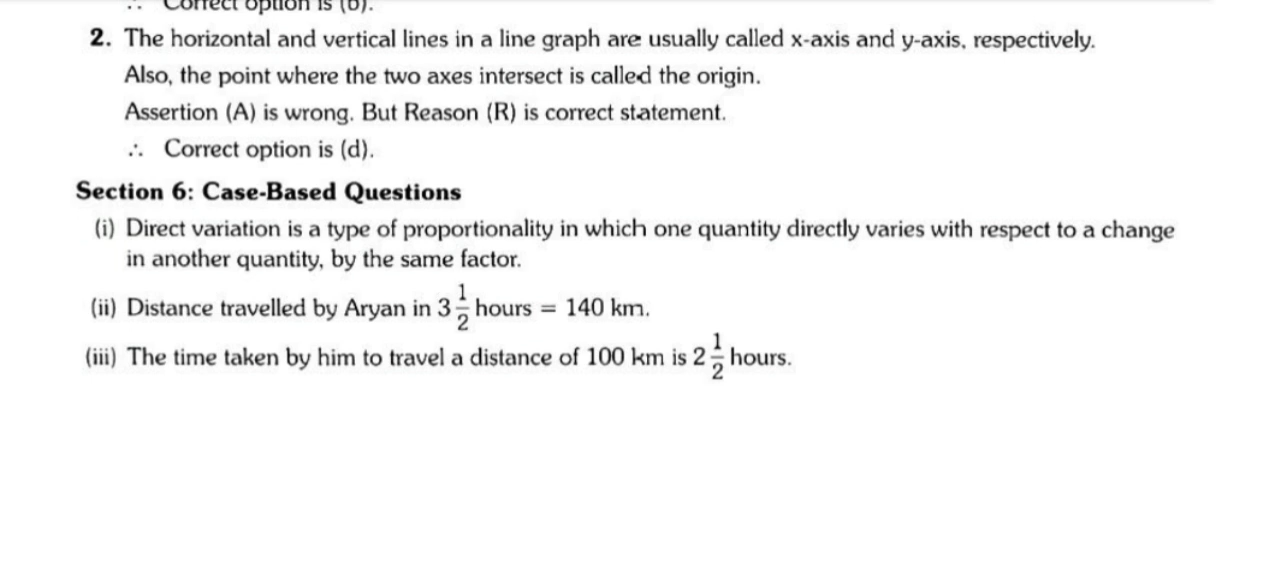 ∴ Correct option is (b).
2. The horizontal and vertical lines in a line graph are usually called x-axis and y-axis, respectively.
Also, the point where the two axes intersect is called the origin.
Assertion (A) is wrong. But Reason (R) is correct statement.
∴ Correct option is (d).
Section 6: Case-Based Questions
(i) Direct variation is a type of proportionality in which one quantity directly varies with respect to a change
in another quantity, by the same factor.
(ii) Distance travelled by Aryan in 3 1/2 hours = 140 km.
(iii) The time taken by him to travel a distance of 100 km is 2 1/2 hours.